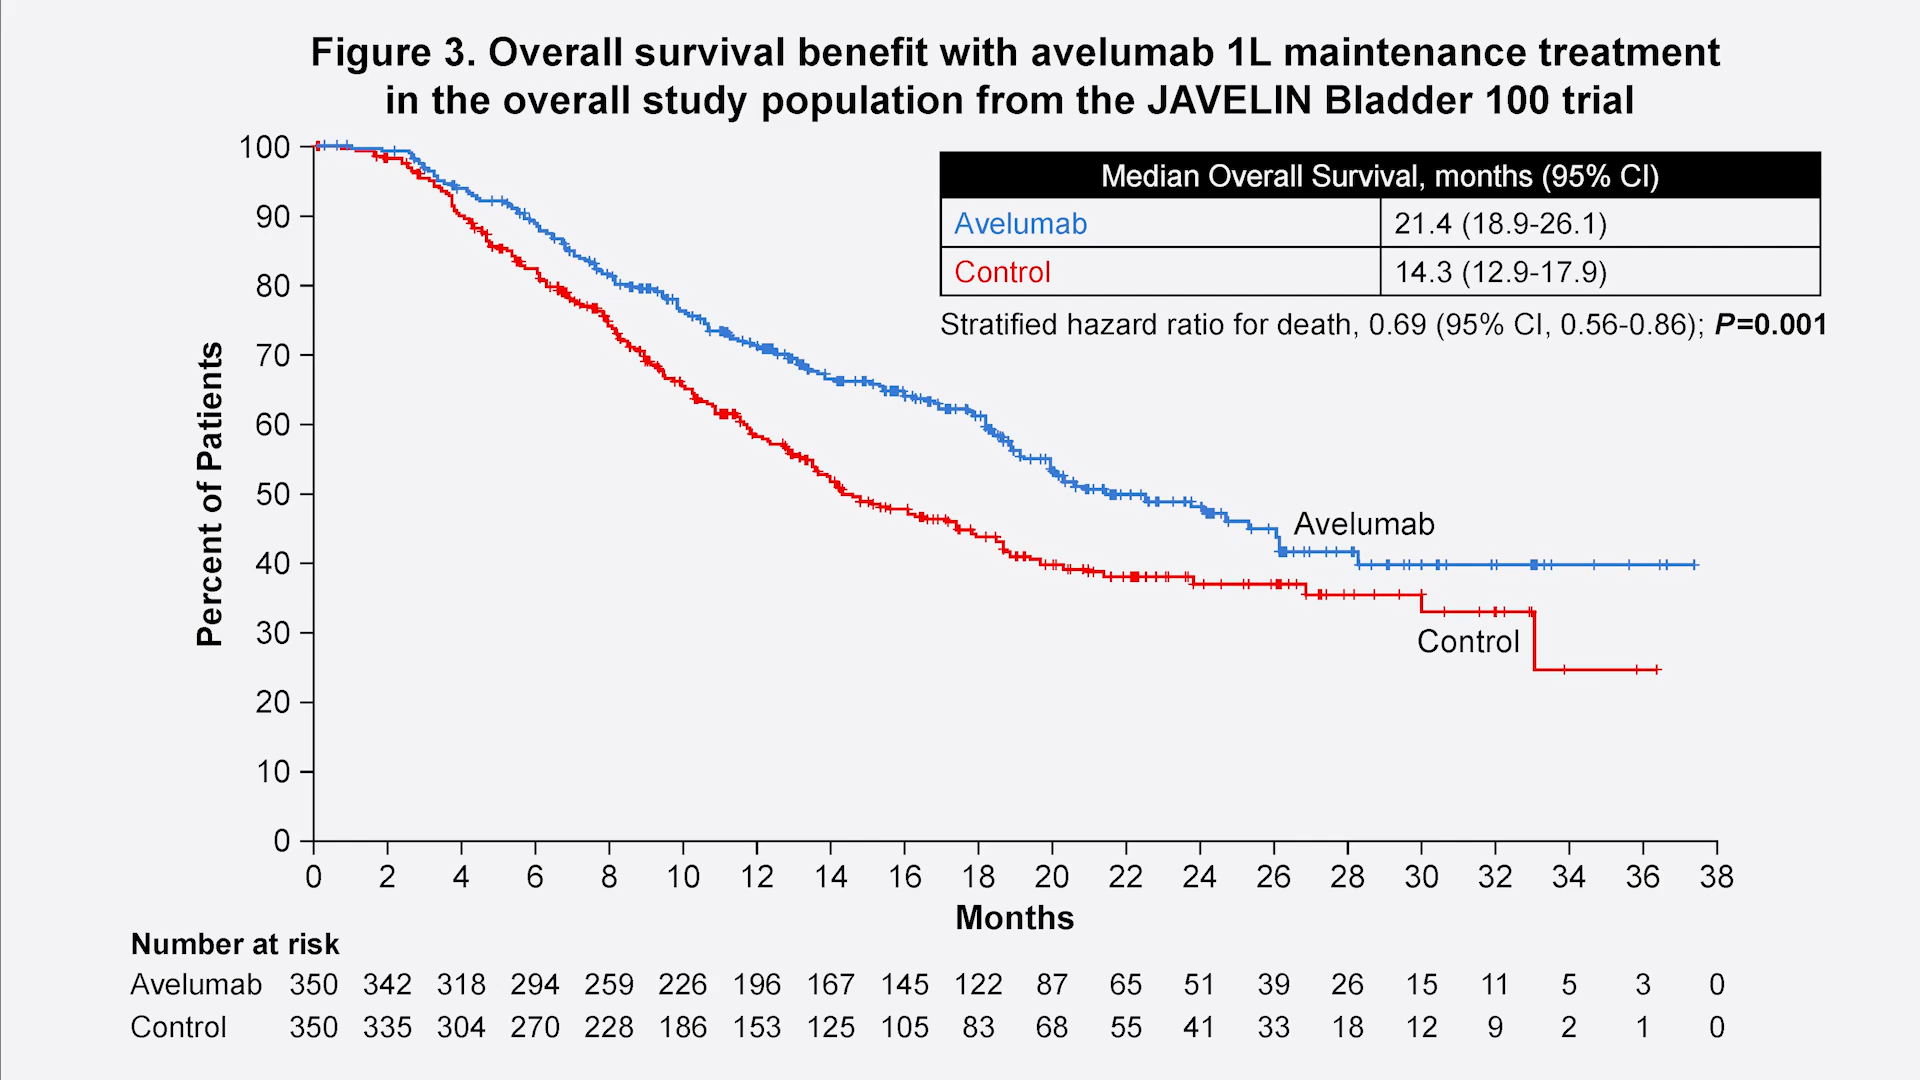 Figure 3. Overall survival benefit with avelumab 1L maintenance treatment
in the overall study population from the JAVELIN Bladder 100 trial
Median Overall Survival, months (95% CI)
Avelumab 21.4 (18.9-26.1)
Control 14.3 (12.9-17.9)
Stratified hazard ratio for death, 0.69 (95% CI, 0.56-0.86); P=0.001
Percent of Patients
100
90
80
70
60
50
40
30
20
10
0
Avelumab
Control
0 2 4 6 8 10 12 14 16 18 20 22 24 26 28 30 32 34 36 38
Months
Number at risk
Avelumab 350 342 318 294 259 226 196 167 145 122 87 65 51 39 26 15 11 5 3 0
Control 350 335 304 270 228 186 153 125 105 83 68 55 41 33 18 12 9 2 1 0